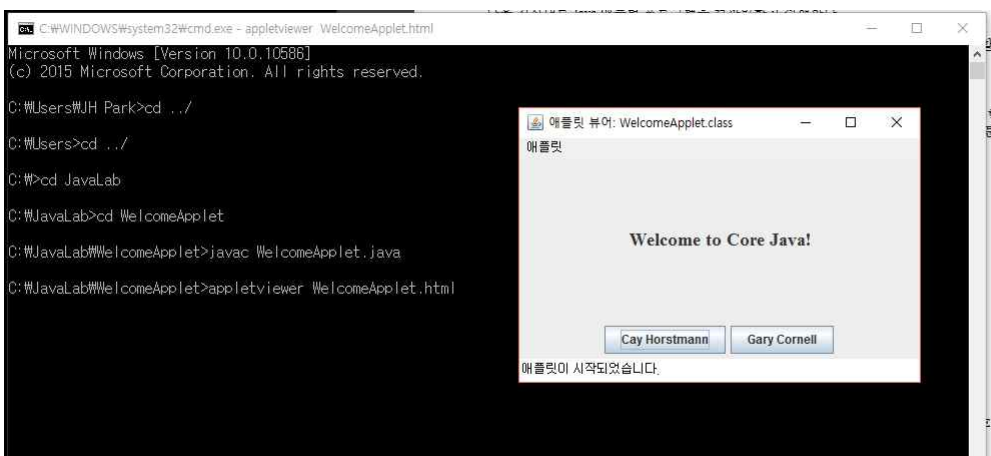 C:₩WINDOWS₩system32₩cmd.exe - appletviewer WelcomeApplet.html
Microsoft Windows [Version 10.0.10586]
(c) 2015 Microsoft Corporation. All rights reserved.
C:₩Users₩JH Park>cd ../
C:₩Users>cd ../
C:₩>cd JavaLab
C:₩JavaLab>cd WelcomeApplet
C:₩JavaLab₩WelcomeApplet>javac WelcomeApplet.java
C:₩JavaLab₩WelcomeApplet>appletviewer WelcomeApplet.html
애플릿 뷰어: WelcomeApplet.class
애플릿
Welcome to Core Java!
Cay Horstmann
Gary Cornell
애플릿이 시작되었습니다.